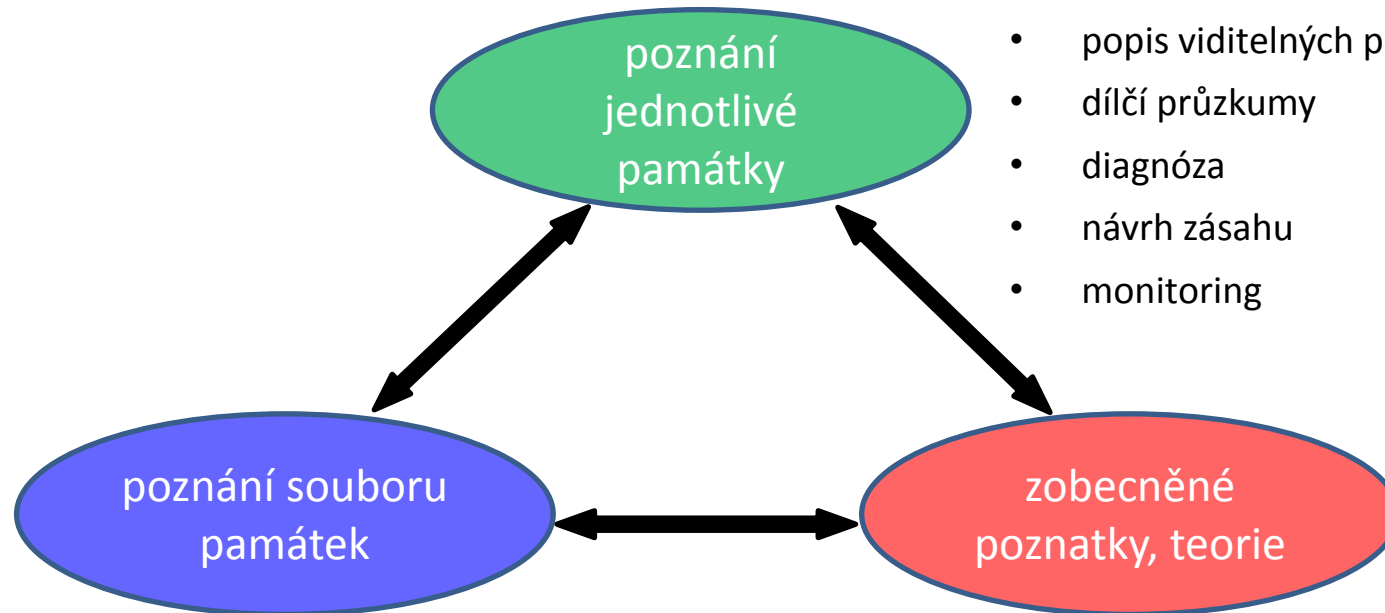 poznání
jednotlivé
památky
• popis viditelných p
• dílčí průzkumy
• diagnóza
• návrh zásahu
• monitoring
poznání souboru
památek
zobecněné
poznatky, teorie